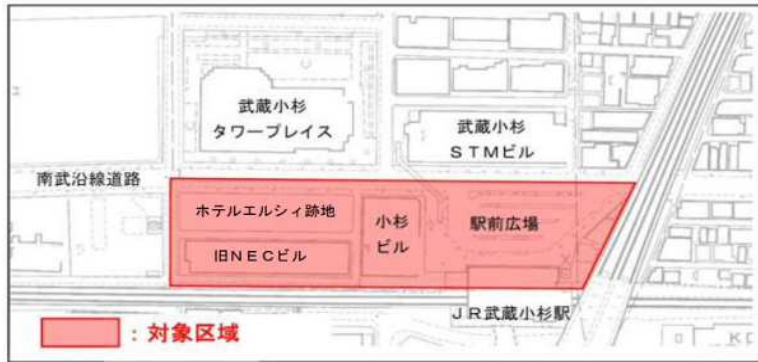 武蔵小杉
タワープレイス
武蔵小杉
ＳＴＭビル
南武沿線道路
ホテルエルシィ跡地
旧ＮＥＣビル
小杉
ビル
駅前広場
ＪＲ武蔵小杉駅
：対象区域